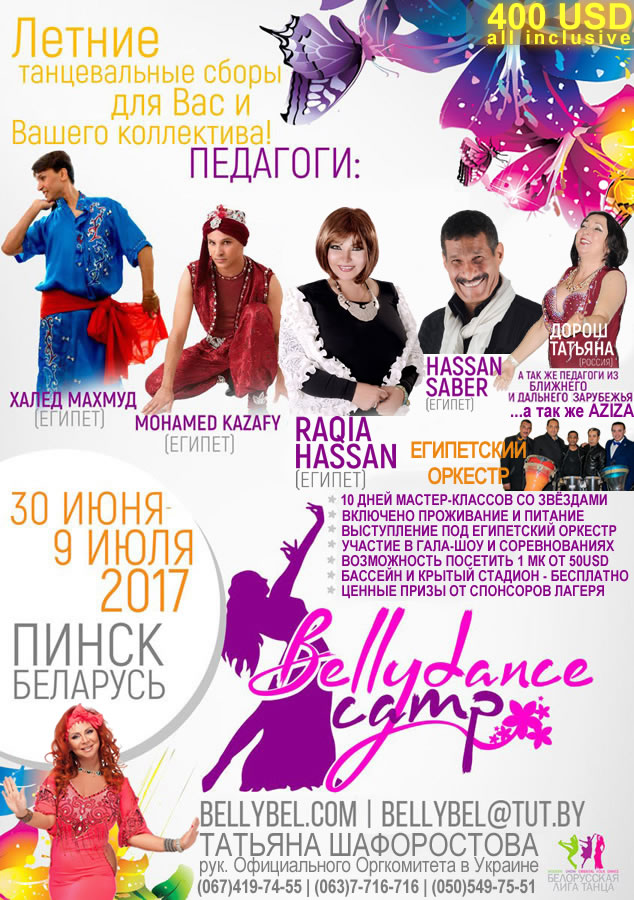 400 USD
all inclusive
Летние
танцевальные сборы
для Вас и
Вашего коллектива!
ПЕДАГОГИ:
ХАЛЕД МАХМУД
(ЕГИПЕТ)
MOHAMED KAZAFY
(ЕГИПЕТ)
RAQIA
HASSAN
(ЕГИПЕТ)
HASSAN
SABER
(ЕГИПЕТ)
ДОРОШ
ТАТЬЯНА
(РОССИЯ)
А ТАК ЖЕ ПЕДАГОГИ ИЗ
БЛИЖНЕГО
И ДАЛЬНЕГО ЗАРУБЕЖЬЯ
...а так же AZIZA
ЕГИПЕТСКИЙ
ОРКЕСТР
30 ИЮНЯ-
9 ИЮЛЯ
2017
ПИНСК
БЕЛАРУСЬ
10 ДНЕЙ МАСТЕР-КЛАССОВ СО ЗВЁЗДАМИ
ВКЛЮЧЕНО ПРОЖИВАНИЕ И ПИТАНИЕ
ВЫСТУПЛЕНИЕ ПОД ЕГИПЕТСКИЙ ОРКЕСТР
УЧАСТИЕ В ГАЛА-ШОУ И СОРЕВНОВАНИЯХ
ВОЗМОЖНОСТЬ ПОСЕТИТЬ 1 МК ОТ 50USD
БАССЕЙН И КРЫТЫЙ СТАДИОН - БЕСПЛАТНО
ЦЕННЫЕ ПРИЗЫ ОТ СПОНСОРОВ ЛАГЕРЯ
Bellydance
camp
BELLYBEL.COM | BELLYBEL@TUT.BY
ТАТЬЯНА ШАФОРОСТОВА
рук. Официального Оргкомитета в Украине
(067)419-74-55 | (063)7-716-716 | (050)549-75-51
БЕЛОРУССКАЯ
ЛИГА ТАНЦА